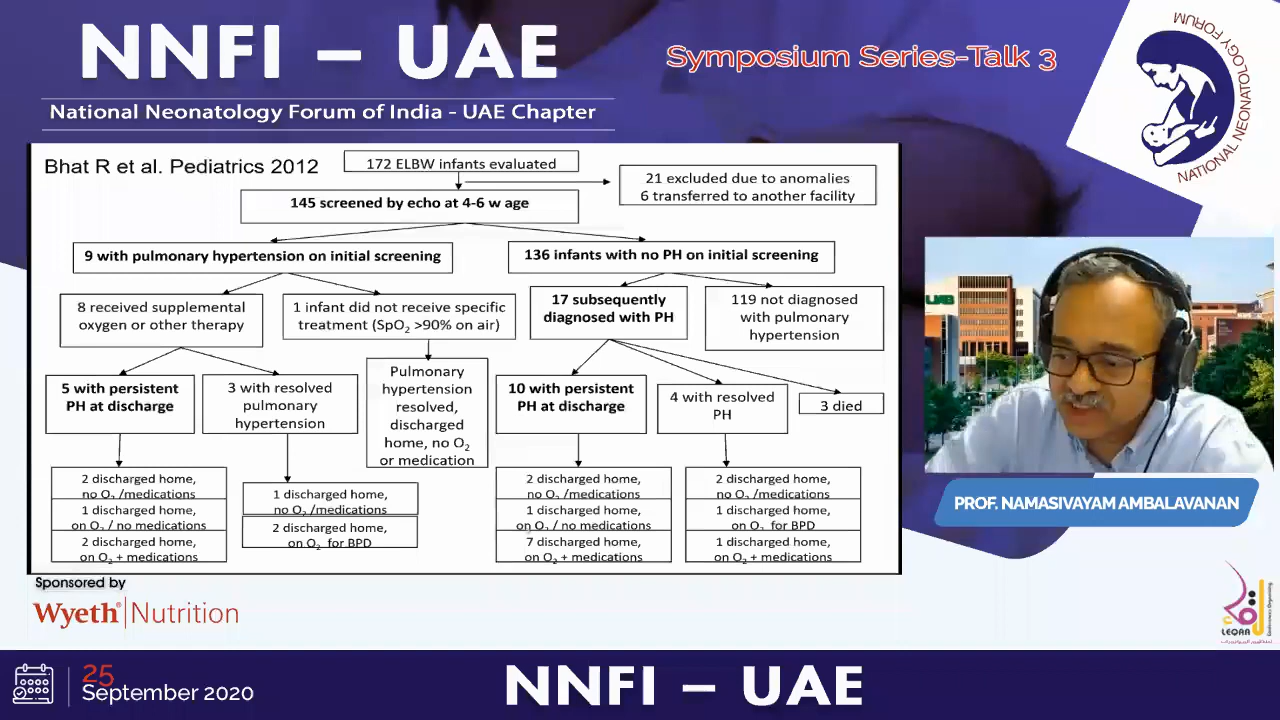 NNFI – UAE
National Neonatology Forum of India - UAE Chapter
Symposium Series-Talk 3
NATIONAL NEONATOLOGY FORUM
Bhat R et al. Pediatrics 2012
172 ELBW infants evaluated
21 excluded due to anomalies
6 transferred to another facility
145 screened by echo at 4-6 w age
9 with pulmonary hypertension on initial screening
136 infants with no PH on initial screening
8 received supplemental
oxygen or other therapy
1 infant did not receive specific
treatment (SpO₂ >90% on air)
17 subsequently
diagnosed with PH
119 not diagnosed
with pulmonary
hypertension
5 with persistent
PH at discharge
3 with resolved
pulmonary
hypertension
Pulmonary
hypertension
resolved,
discharged
home, no O₂
or medication
10 with persistent
PH at discharge
4 with resolved
PH
3 died
2 discharged home,
no O₂ /medications
1 discharged home,
on O₂ / no medications
2 discharged home,
on O₂ + medications
1 discharged home,
no O₂ /medications
2 discharged home,
on O₂ for BPD
2 discharged home,
no O₂ /medications
1 discharged home,
on O₂ / no medications
7 discharged home,
on O₂ + medications
2 discharged home,
no O₂ /medications
1 discharged home,
on O₂ for BPD
1 discharged home,
on O₂ + medications
UAB
PROF. NAMASIVAYAM AMBALAVANAN
Sponsored by
Wyeth® Nutrition
LEQAA
25
September 2020
NNFI – UAE